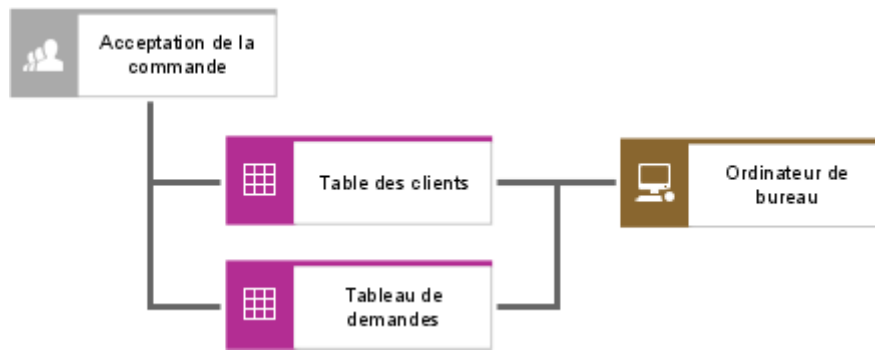 Acceptation de la
commande
Table des clients
Ordinateur de
bureau
Tableau de
demandes